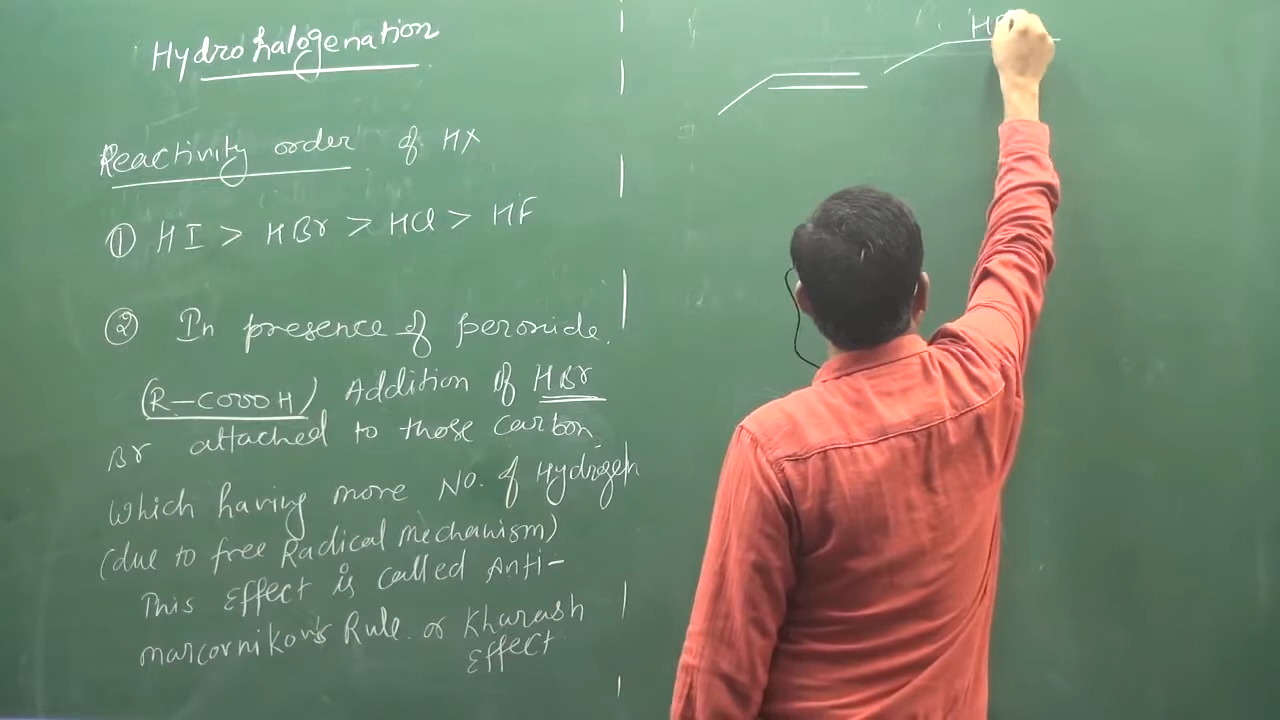 Hydrohalogenation
Reactivity order of HX
① HI > HBr > HCl > HF
② In presence of peroxide.
(R-COOOH) Addition of HBr
Br attached to those carbon
which having more No. of Hydrogen
(due to free Radical Mechanism)
This Effect is called Anti-
marcornikov's Rule. or Kharash
Effect